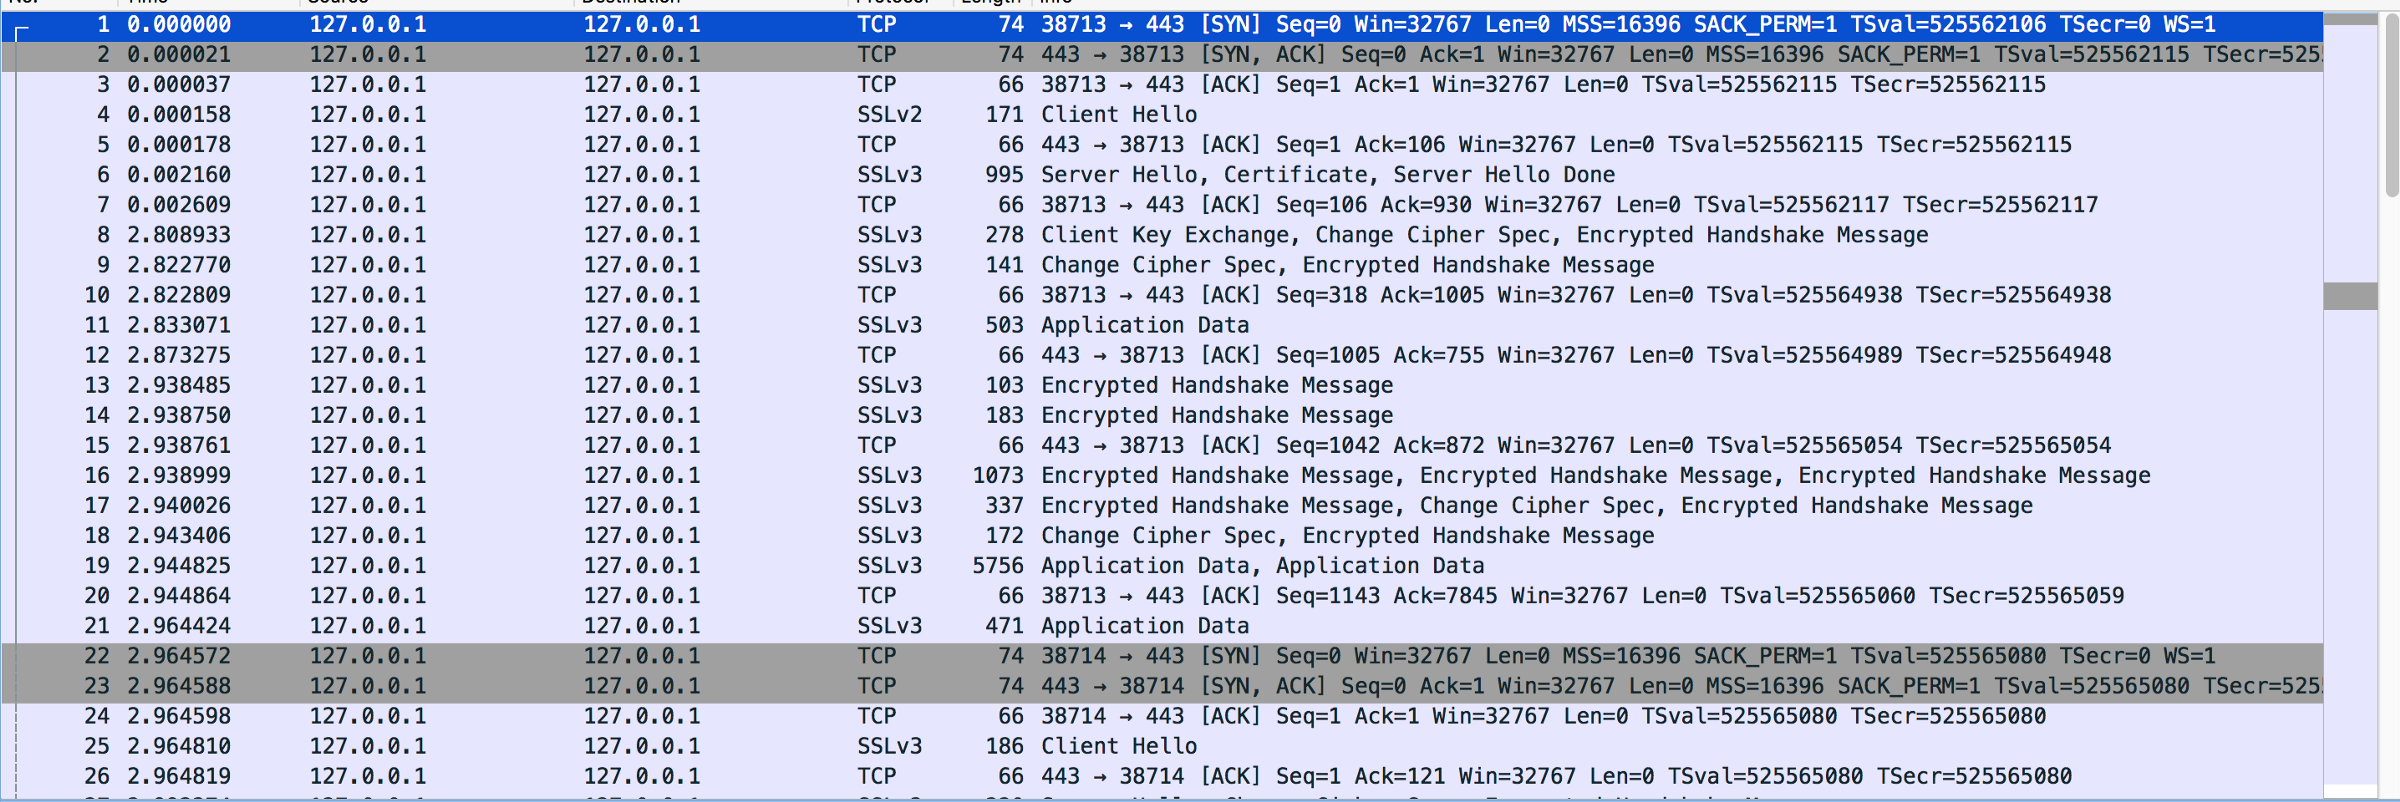 No. Time Source Destination Protocol Length Info
1 0.000000 127.0.0.1 127.0.0.1 TCP 74 38713 → 443 [SYN] Seq=0 Win=32767 Len=0 MSS=16396 SACK_PERM=1 TSval=525562106 TSecr=0 WS=1
2 0.000021 127.0.0.1 127.0.0.1 TCP 74 443 → 38713 [SYN, ACK] Seq=0 Ack=1 Win=32767 Len=0 MSS=16396 SACK_PERM=1 TSval=525562115 TSecr=525
3 0.000037 127.0.0.1 127.0.0.1 TCP 66 38713 → 443 [ACK] Seq=1 Ack=1 Win=32767 Len=0 TSval=525562115 TSecr=525562115
4 0.000158 127.0.0.1 127.0.0.1 SSLv2 171 Client Hello
5 0.000178 127.0.0.1 127.0.0.1 TCP 66 443 → 38713 [ACK] Seq=1 Ack=106 Win=32767 Len=0 TSval=525562115 TSecr=525562115
6 0.002160 127.0.0.1 127.0.0.1 SSLv3 995 Server Hello, Certificate, Server Hello Done
7 0.002609 127.0.0.1 127.0.0.1 TCP 66 38713 → 443 [ACK] Seq=106 Ack=930 Win=32767 Len=0 TSval=525562117 TSecr=525562117
8 2.808933 127.0.0.1 127.0.0.1 SSLv3 278 Client Key Exchange, Change Cipher Spec, Encrypted Handshake Message
9 2.822770 127.0.0.1 127.0.0.1 SSLv3 141 Change Cipher Spec, Encrypted Handshake Message
10 2.822809 127.0.0.1 127.0.0.1 TCP 66 38713 → 443 [ACK] Seq=318 Ack=1005 Win=32767 Len=0 TSval=525564938 TSecr=525564938
11 2.833071 127.0.0.1 127.0.0.1 SSLv3 503 Application Data
12 2.873275 127.0.0.1 127.0.0.1 TCP 66 443 → 38713 [ACK] Seq=1005 Ack=755 Win=32767 Len=0 TSval=525564989 TSecr=525564948
13 2.938485 127.0.0.1 127.0.0.1 SSLv3 103 Encrypted Handshake Message
14 2.938750 127.0.0.1 127.0.0.1 SSLv3 183 Encrypted Handshake Message
15 2.938761 127.0.0.1 127.0.0.1 TCP 66 443 → 38713 [ACK] Seq=1042 Ack=872 Win=32767 Len=0 TSval=525565054 TSecr=525565054
16 2.938999 127.0.0.1 127.0.0.1 SSLv3 1073 Encrypted Handshake Message, Encrypted Handshake Message, Encrypted Handshake Message
17 2.940026 127.0.0.1 127.0.0.1 SSLv3 337 Encrypted Handshake Message, Change Cipher Spec, Encrypted Handshake Message
18 2.943406 127.0.0.1 127.0.0.1 SSLv3 172 Change Cipher Spec, Encrypted Handshake Message
19 2.944825 127.0.0.1 127.0.0.1 SSLv3 5756 Application Data, Application Data
20 2.944864 127.0.0.1 127.0.0.1 TCP 66 38713 → 443 [ACK] Seq=1143 Ack=7845 Win=32767 Len=0 TSval=525565060 TSecr=525565059
21 2.964424 127.0.0.1 127.0.0.1 SSLv3 471 Application Data
22 2.964572 127.0.0.1 127.0.0.1 TCP 74 38714 → 443 [SYN] Seq=0 Win=32767 Len=0 MSS=16396 SACK_PERM=1 TSval=525565080 TSecr=0 WS=1
23 2.964588 127.0.0.1 127.0.0.1 TCP 74 443 → 38714 [SYN, ACK] Seq=0 Ack=1 Win=32767 Len=0 MSS=16396 SACK_PERM=1 TSval=525565080 TSecr=525
24 2.964598 127.0.0.1 127.0.0.1 TCP 66 38714 → 443 [ACK] Seq=1 Ack=1 Win=32767 Len=0 TSval=525565080 TSecr=525565080
25 2.964810 127.0.0.1 127.0.0.1 SSLv3 186 Client Hello
26 2.964819 127.0.0.1 127.0.0.1 TCP 66 443 → 38714 [ACK] Seq=1 Ack=121 Win=32767 Len=0 TSval=525565080 TSecr=525565080